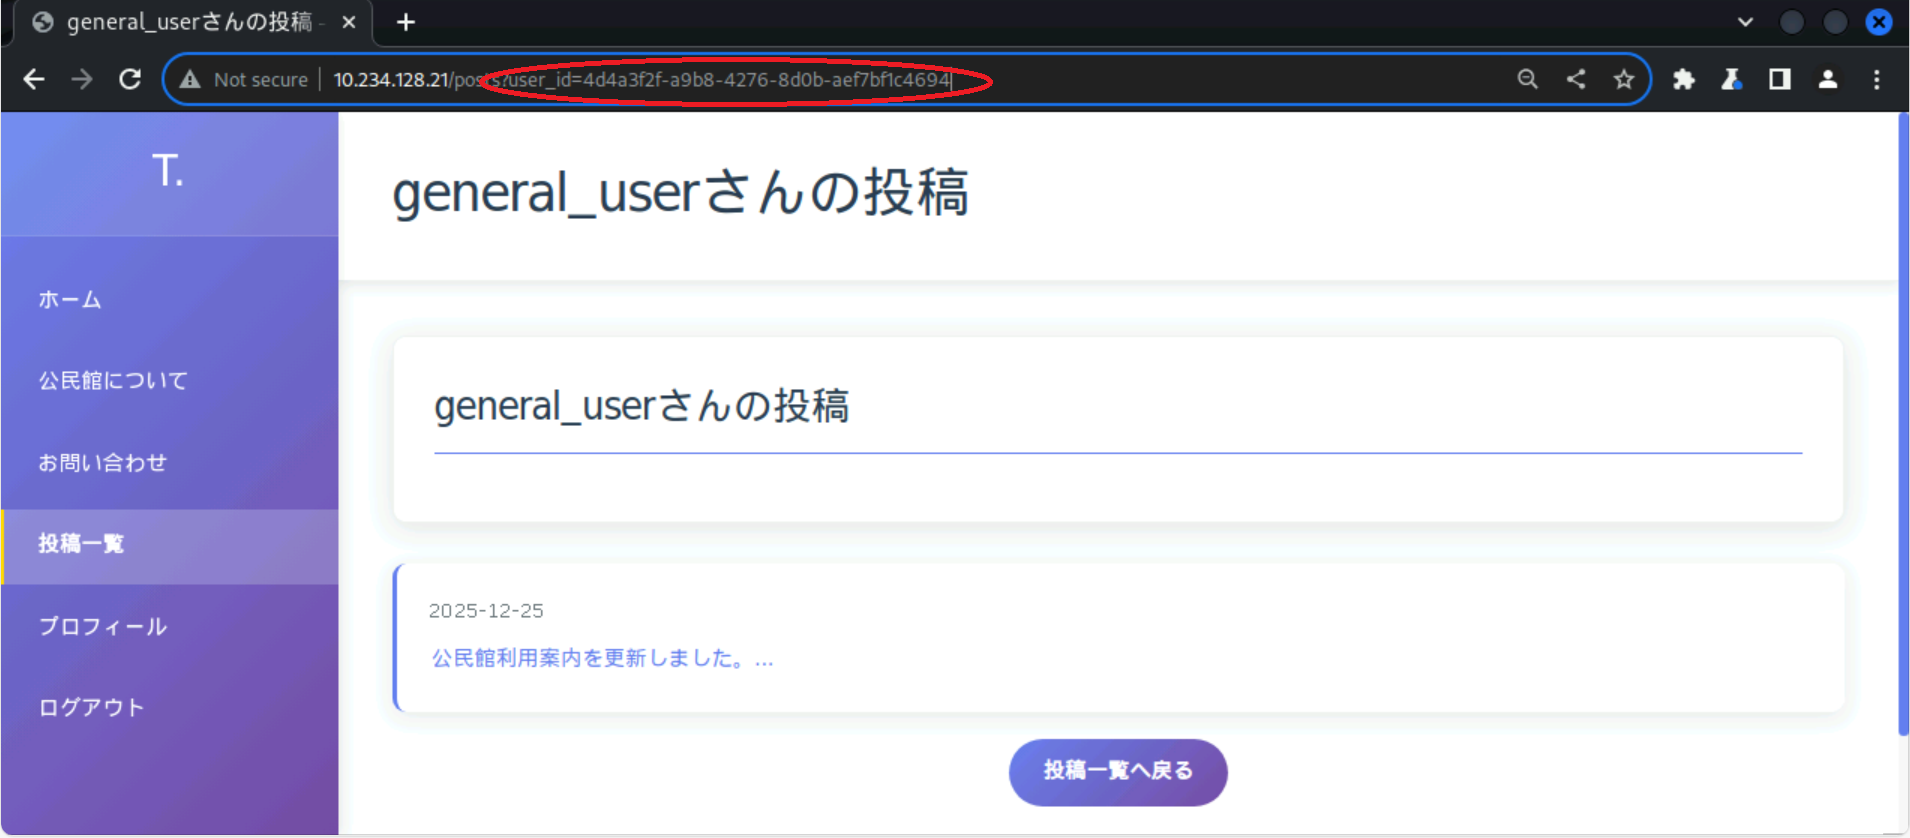 general_userさんの投稿 -
Not secure
10.234.128.21/posts?user_id=4d4a3f2f-a9b8-4276-8d0b-aef7bf1c4694
T.
general_userさんの投稿
ホーム
公民館について
お問い合わせ
投稿一覧
プロフィール
ログアウト
general_userさんの投稿
2025-12-25
公民館利用案内を更新しました。...
投稿一覧へ戻る